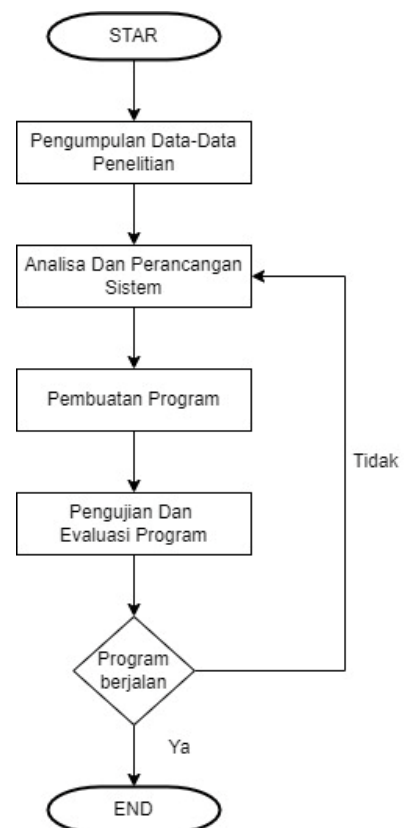 STAR
Pengumpulan Data-Data
Penelitian
Analisa Dan Perancangan
Sistem
Pembuatan Program
Tidak
Pengujian Dan
Evaluasi Program
Program
berjalan
Ya
END